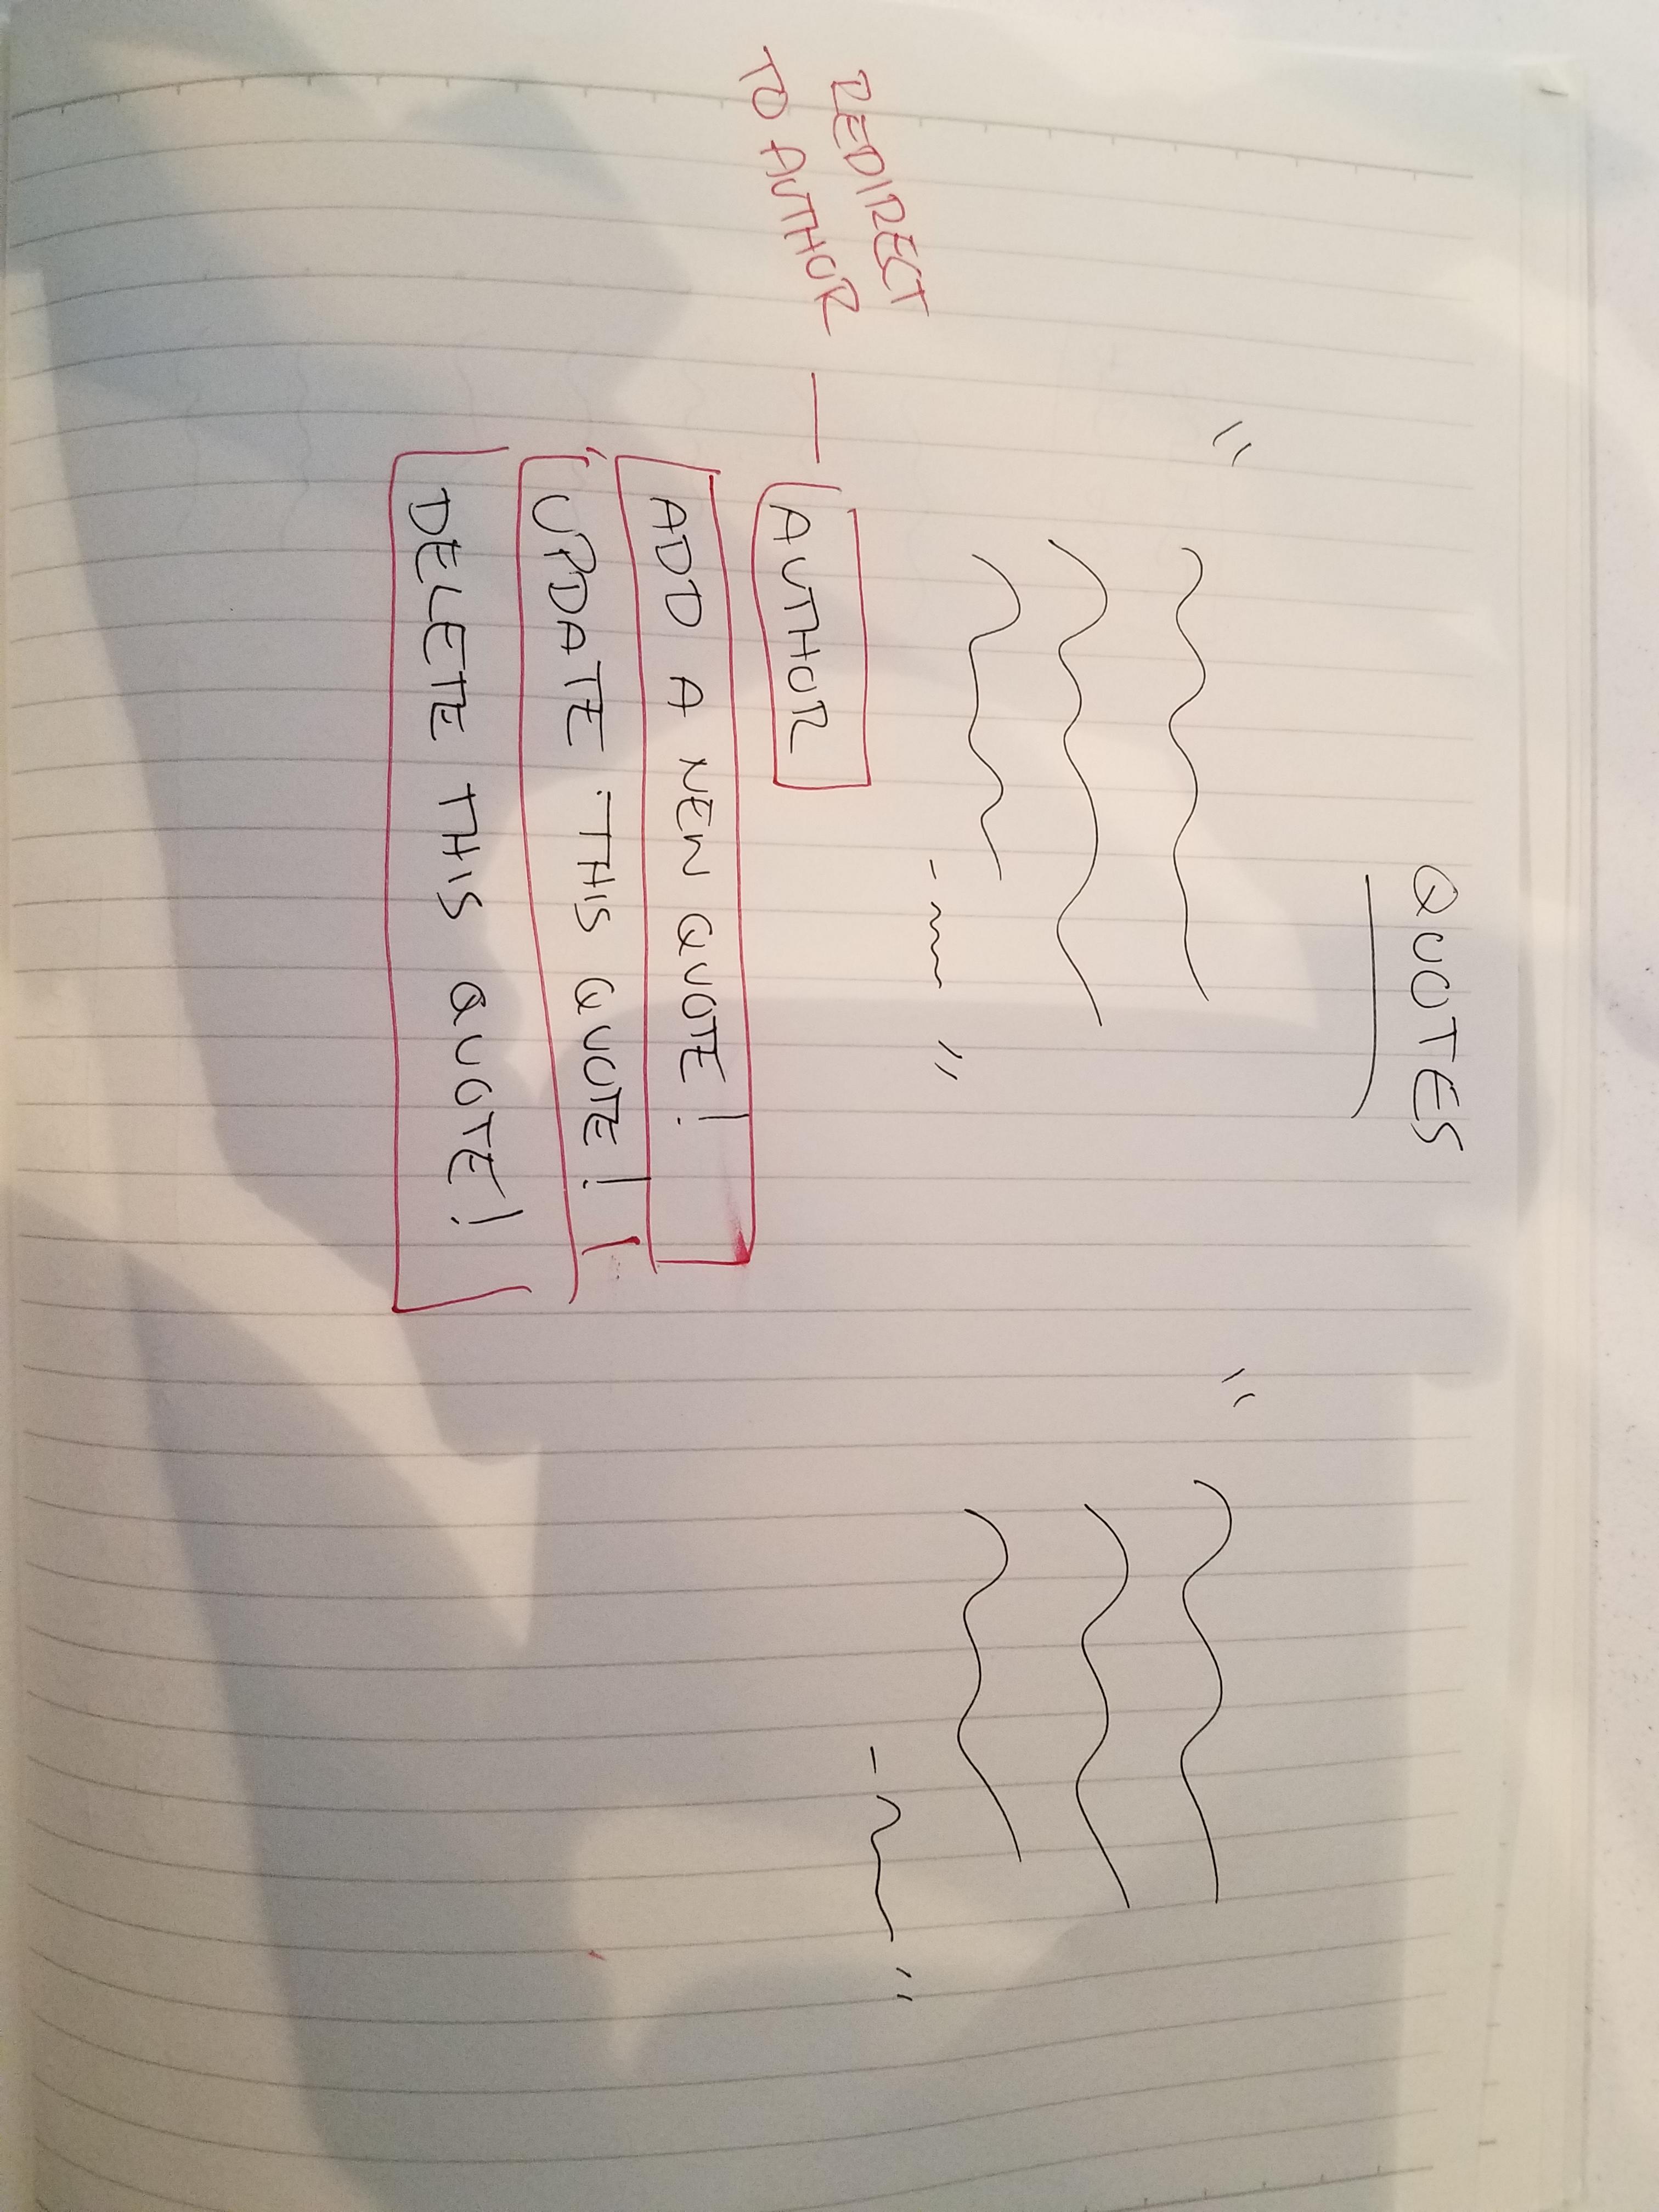 QUOTES
"
"
- "
- "
REDIRECT
TO AUTHOR —
AUTHOR
ADD A NEW QUOTE!
UPDATE THIS QUOTE!
DELETE THIS QUOTE!